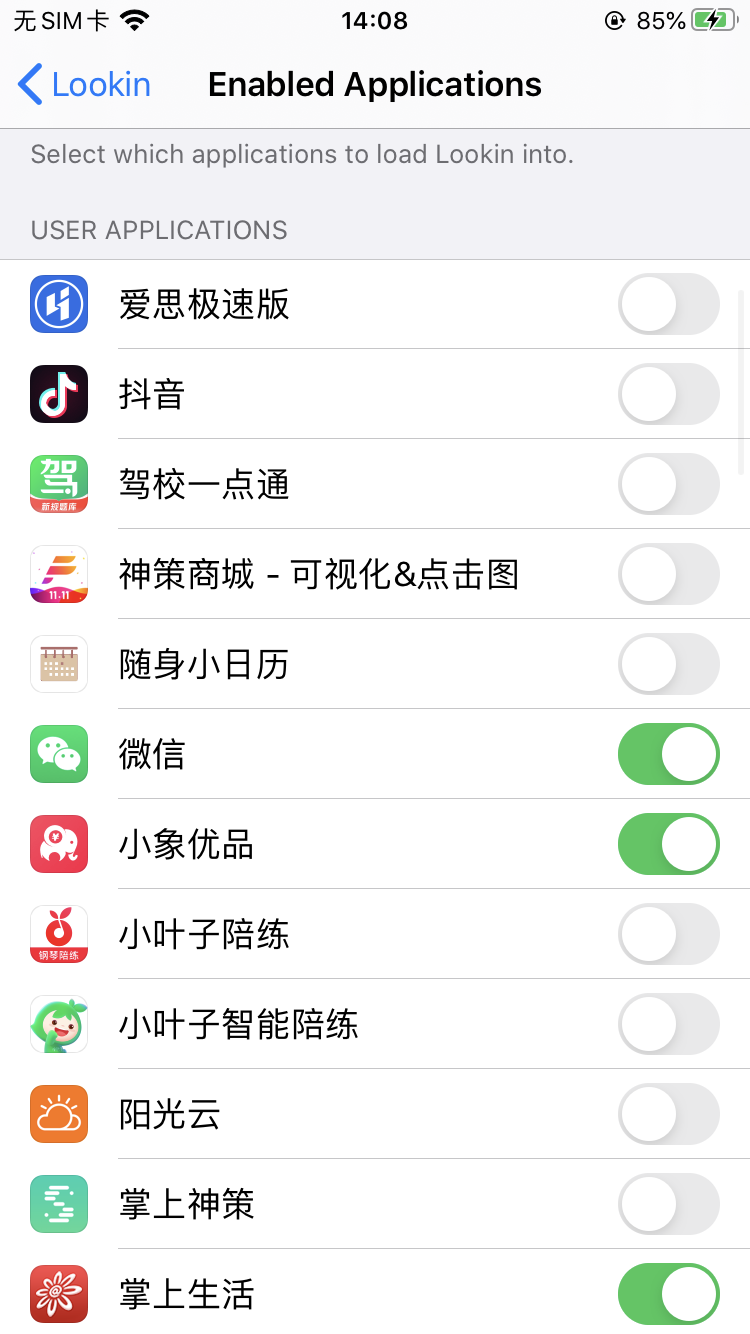 无SIM卡 14:08 85%
Lookin Enabled Applications
Select which applications to load Lookin into.
USER APPLICATIONS
爱思极速版
抖音
驾
新规题库
驾校一点通
11.11
神策商城 - 可视化&点击图
随身小日历
微信
¥
小象优品
钢琴陪练
小叶子陪练
小叶子智能陪练
阳光云
掌上神策
掌上生活